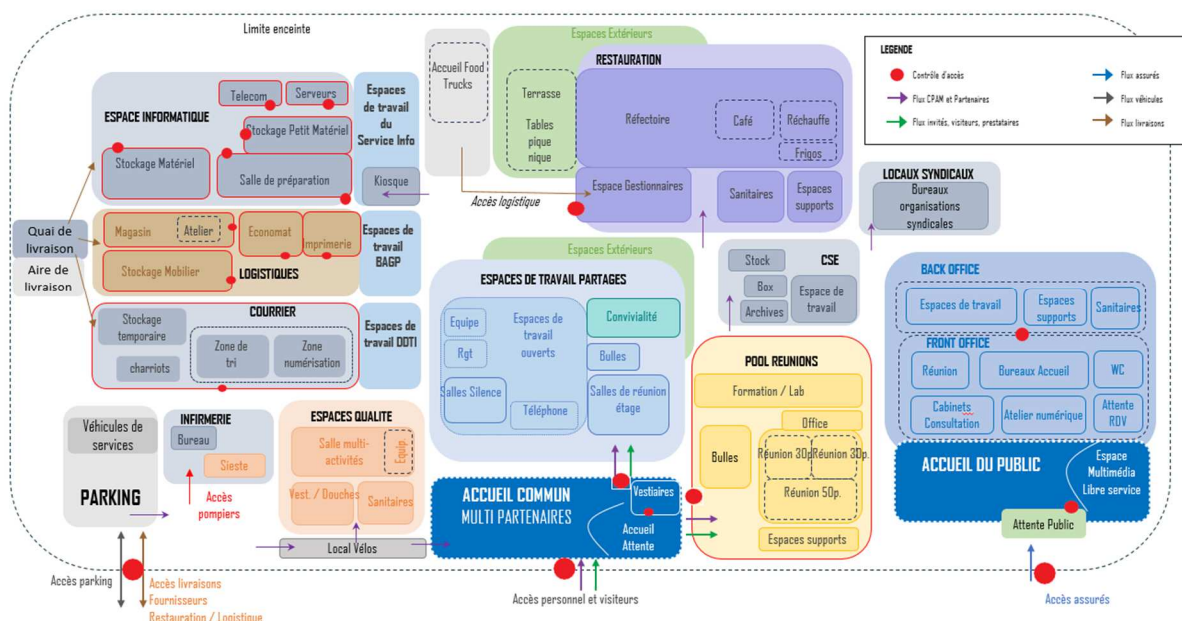 Limite enceinte
Espaces Extérieurs
RESTAURATION
LEGENDE
Contrôle d'accès
Flux CPAM et Partenaires
Flux invités, visiteurs, prestataires
Flux assurés
Flux véhicules
Flux livraisons
Accueil Food
Trucks
Terrasse
Tables
pique
nique
Réfectoire
Café
Réchauffe
Frigos
Espace Gestionnaires
Sanitaires
Espaces
supports
Accès logistique
ESPACE INFORMATIQUE
Telecom
Serveurs
Stockage Petit Matériel
Stockage Matériel
Salle de préparation
Espaces
de travail
du
Service Info
Kiosque
Quai de
livraison
Aire de
livraison
Magasin
Atelier
Economat
Imprimerie
Stockage Mobilier
LOGISTIQUES
Espaces de
travail
BAGP
COURRIER
Stockage
temporaire
charriots
Zone de
tri
Zone
numérisation
Espaces de
travail DDTI
LOCAUX SYNDICAUX
Bureaux
organisations
syndicales
Espaces Extérieurs
ESPACES DE TRAVAIL PARTAGES
Equipe
Rgt
Espaces de
travail
ouverts
Convivialité
Bulles
Salles Silence
Téléphone
Salles de réunion
étage
CSE
Stock
Box
Archives
Espace de
travail
BACK OFFICE
Espaces de travail
Espaces
supports
Sanitaires
FRONT OFFICE
Réunion
Bureaux Accueil
WC
Cabinets
Consultation
Atelier numérique
Attente
RDV
POOL REUNIONS
Formation / Lab
Office
Bulles
Réunion 30p.
Réunion 30p.
Réunion 50p.
Espaces supports
Véhicules de
services
PARKING
INFIRMERIE
Bureau
Sieste
Accès
pompiers
ESPACES QUALITE
Salle multi-
activités
Equip.
Vest. / Douches
Sanitaires
Local Vélos
ACCUEIL COMMUN
MULTI PARTENAIRES
Vestiaires
Accueil
Attente
ACCUEIL DU PUBLIC
Espace
Multimédia
Libre service
Attente Public
Accès parking
Accès livraisons
Fournisseurs
Restauration / Logistique
Accès personnel et visiteurs
Accès assurés